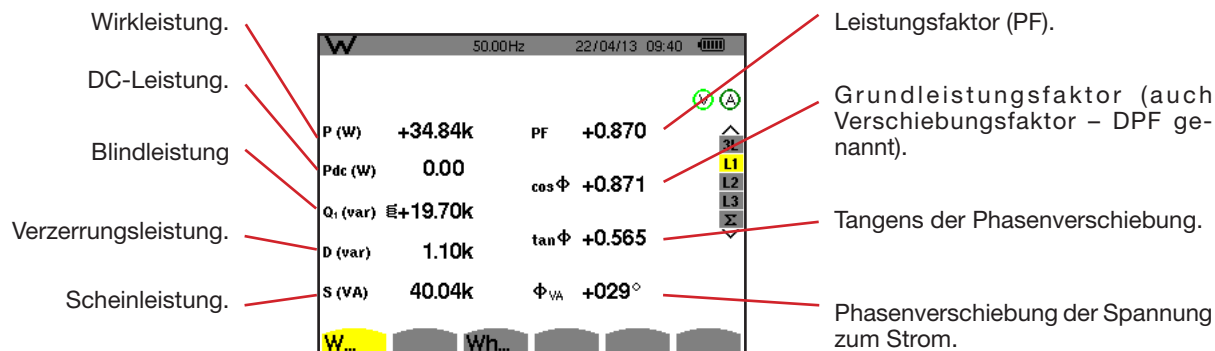 Wirkleistung.
DC-Leistung.
Blindleistung
Verzerrungsleistung.
Scheinleistung.
W 50.00Hz 22/04/13 09:40
V A
P (W) +34.84k PF +0.870
Pdc (W) 0.00 cos Φ +0.871
Q₁ (var) +19.70k tan Φ +0.565
D (var) 1.10k
S (VA) 40.04k Φ VA +029°
3L
L1
L2
L3
Σ
W... Wh...
Leistungsfaktor (PF).
Grundleistungsfaktor (auch
Verschiebungsfaktor – DPF ge-
nannt).
Tangens der Phasenverschiebung.
Phasenverschiebung der Spannung
zum Strom.